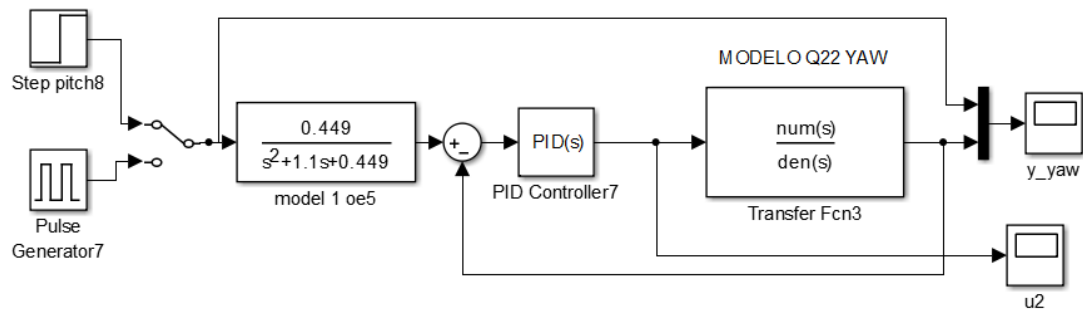 Step pitch8
Pulse
Generator7
0.449
s²+1.1s+0.449
model 1 oe5
+
−
PID(s)
PID Controller7
MODELO Q22 YAW
num(s)
den(s)
Transfer Fcn3
y_yaw
u2